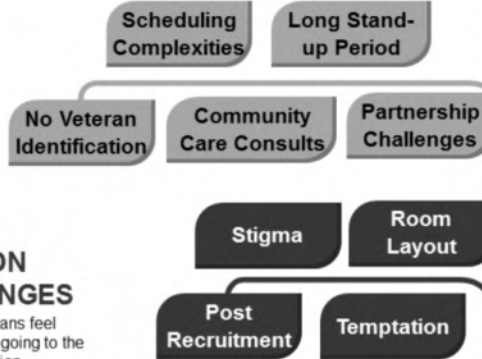 Scheduling
Complexities
Long Stand-
up Period
No Veteran
Identification
Community
Care Consults
Partnership
Challenges
Stigma
Room
Layout
Post
Recruitment
Temptation
ON
NGES
ans feel
going to the